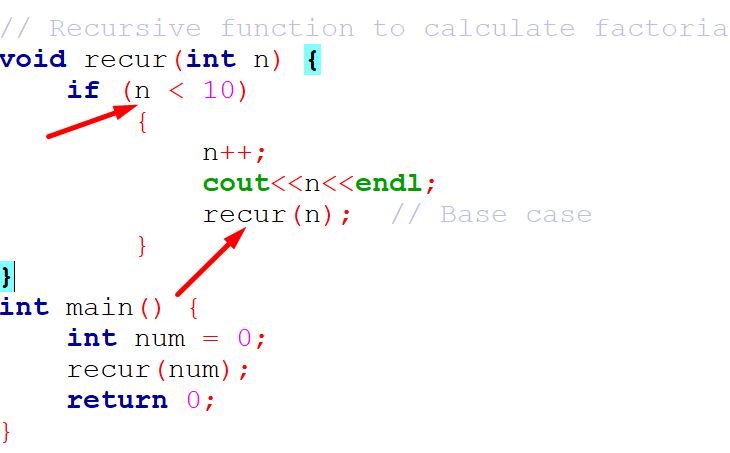 // Recursive function to calculate factoria
void recur(int n) {
if (n < 10)
{
n++;
cout<<n<<endl;
recur(n); // Base case
}
}
int main() {
int num = 0;
recur(num);
return 0;
}